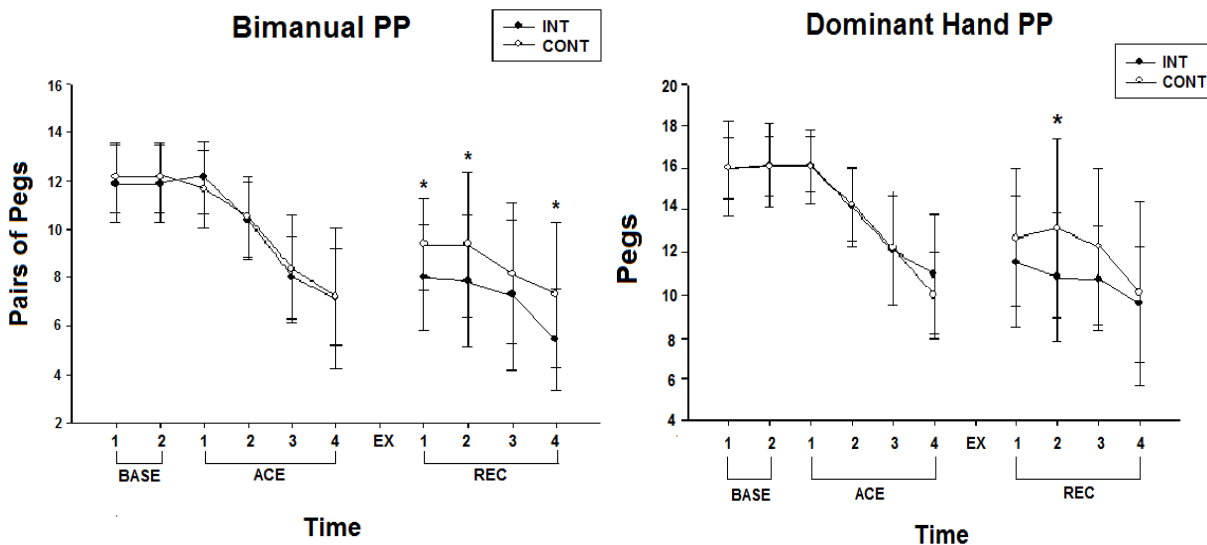 Bimanual PP
INT
CONT
Pairs of Pegs
16
14
12
10
8
6
4
2
* * *
1 2 1 2 3 4 EX 1 2 3 4
BASE ACE REC
Time
Dominant Hand PP
INT
CONT
Pegs
20
18
16
14
12
10
8
6
4
*
1 2 1 2 3 4 EX 1 2 3 4
BASE ACE REC
Time